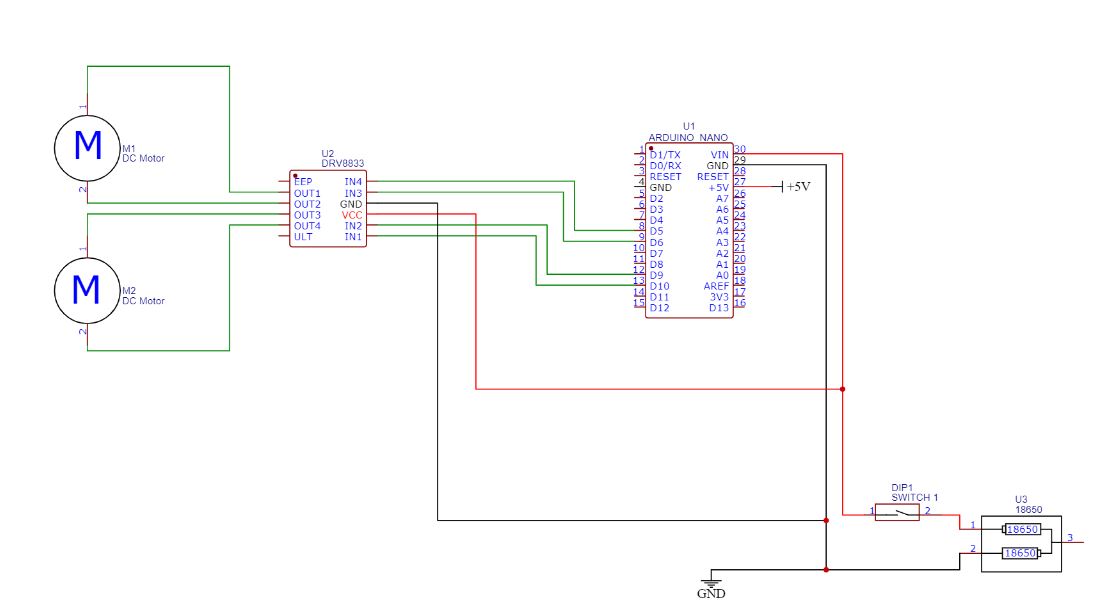 1
M
M1
DC Motor
2
1
M
M2
DC Motor
2
U2
DRV8833
EEP IN4
OUT1 IN3
OUT2 GND
OUT3 VCC
OUT4 IN2
ULT IN1
U1
ARDUINO_NANO
1 D1/TX VIN 30
2 D0/RX GND 29
3 RESET RESET 28
4 GND +5V 27 +5V
5 D2 A7 26
6 D3 A6 25
7 D4 A5 24
8 D5 A4 23
9 D6 A3 22
10 D7 A2 21
11 D8 A1 20
12 D9 A0 19
13 D10 AREF 18
14 D11 3V3 17
15 D12 D13 16
DIP1
SWITCH 1
1 2
U3
18650
1 18650
2 18650
3
GND